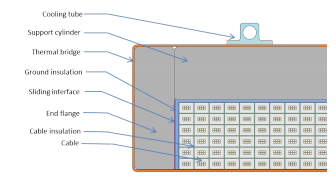 Cooling tube
Support cylinder
Thermal bridge
Ground insulation
Sliding interface
End flange
Cable insulation
Cable